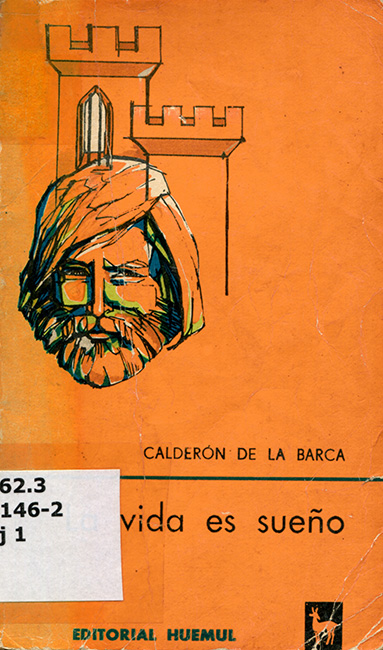 CALDERÓN DE LA BARCA
62.3
146-2
j 1
vida es sueño
EDITORIAL HUEMUL